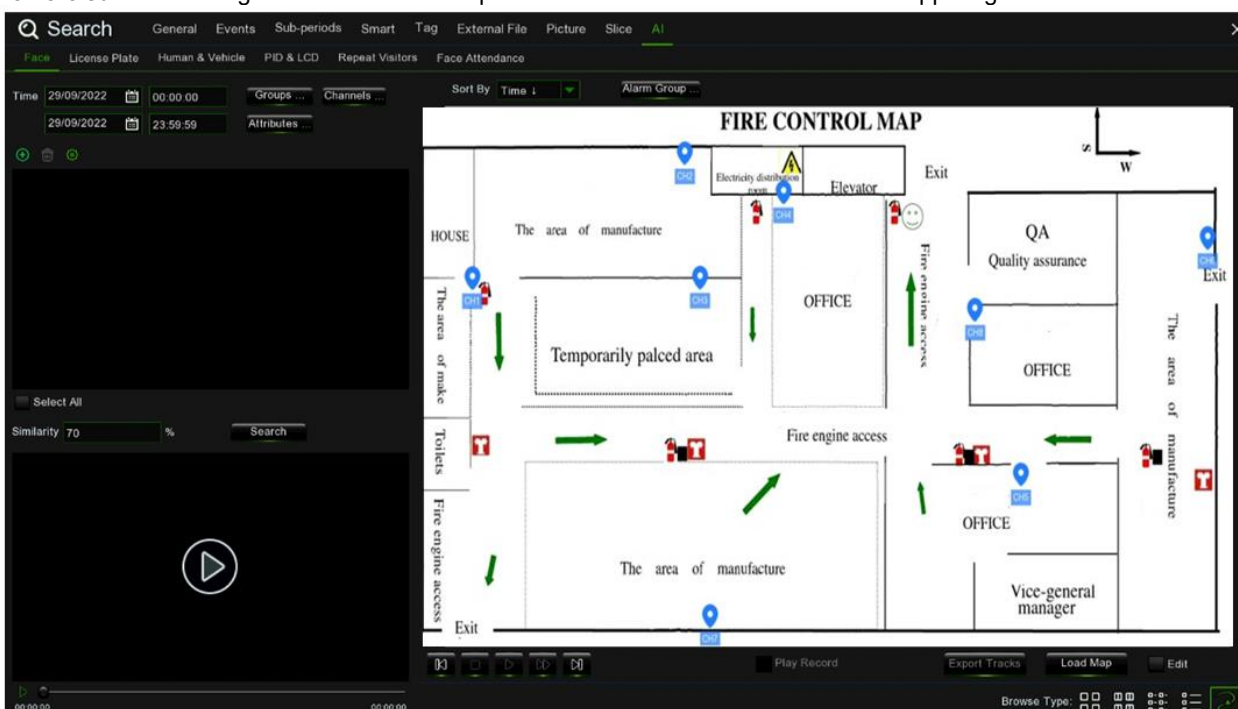 Search General Events Sub-periods Smart Tag External File Picture Slice AI
Face License Plate Human & Vehicle PID & LCD Repeat Visitors Face Attendance
Time 29/09/2022 00:00:00 Groups ... Channels ...
29/09/2022 23:59:59 Attributes ...
Select All
Similarity 70 % Search
00:00:00 00:00:00
Sort By Time ↓ Alarm Group ...
FIRE CONTROL MAP
S
W
CH2
Electricity distribution room
Elevator
Exit
CH4
HOUSE
The area of manufacture
QA
Quality assurance
CH6
Exit
CH1
CH3
OFFICE
Fire engine access
CH8
The area of make
Temporarily palced area
OFFICE
The area of manufacture
Toilets
Fire engine access
CH5
OFFICE
Fire engine access
The area of manufacture
Vice-general
manager
Exit
CH7
Play Record Export Tracks Load Map Edit
Browse Type: